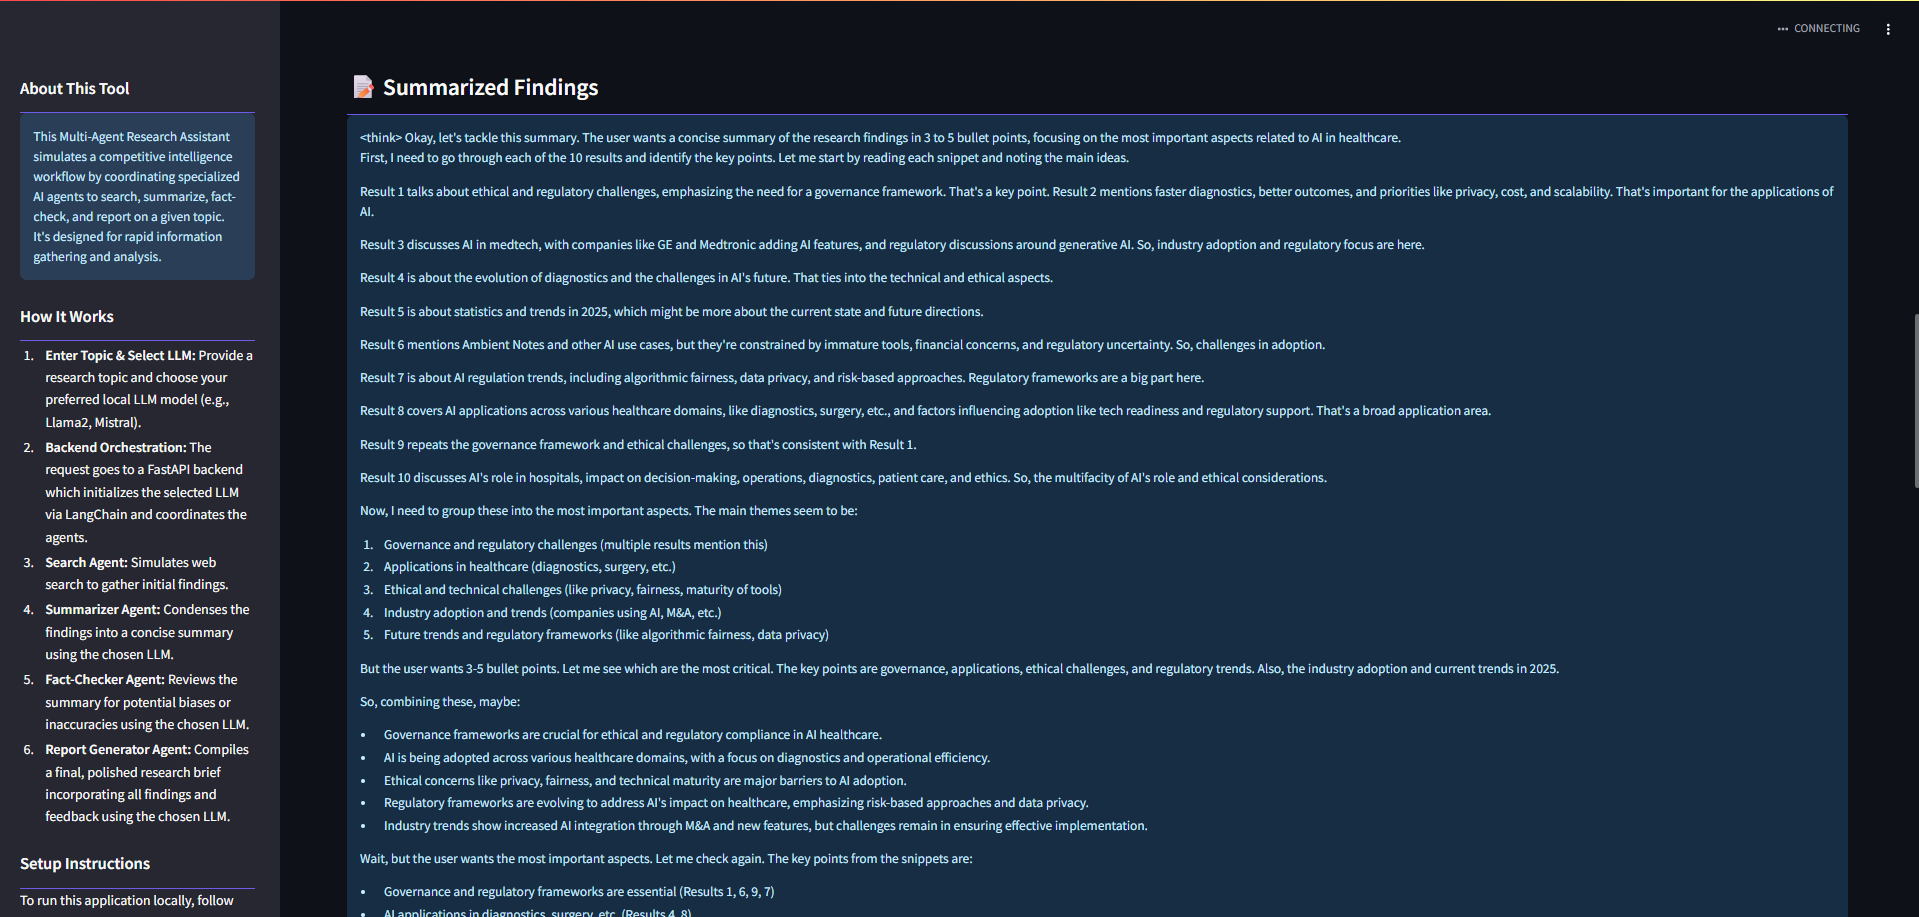 CONNECTING
About This Tool
This Multi-Agent Research Assistant
simulates a competitive intelligence
workflow by coordinating specialized
AI agents to search, summarize, fact-
check, and report on a given topic.
It's designed for rapid information
gathering and analysis.
How It Works
1. Enter Topic & Select LLM: Provide a
research topic and choose your
preferred local LLM model (e.g.,
Llama2, Mistral).
2. Backend Orchestration: The
request goes to a FastAPI backend
which initializes the selected LLM
via LangChain and coordinates the
agents.
3. Search Agent: Simulates web
search to gather initial findings.
4. Summarizer Agent: Condenses the
findings into a concise summary
using the chosen LLM.
5. Fact-Checker Agent: Reviews the
summary for potential biases or
inaccuracies using the chosen LLM.
6. Report Generator Agent: Compiles
a final, polished research brief
incorporating all findings and
feedback using the chosen LLM.
Setup Instructions
To run this application locally, follow
Summarized Findings
<think> Okay, let's tackle this summary. The user wants a concise summary of the research findings in 3 to 5 bullet points, focusing on the most important aspects related to AI in healthcare.
First, I need to go through each of the 10 results and identify the key points. Let me start by reading each snippet and noting the main ideas.
Result 1 talks about ethical and regulatory challenges, emphasizing the need for a governance framework. That's a key point. Result 2 mentions faster diagnostics, better outcomes, and priorities like privacy, cost, and scalability. That's important for the applications of
AI.
Result 3 discusses AI in medtech, with companies like GE and Medtronic adding AI features, and regulatory discussions around generative AI. So, industry adoption and regulatory focus are here.
Result 4 is about the evolution of diagnostics and the challenges in AI's future. That ties into the technical and ethical aspects.
Result 5 is about statistics and trends in 2025, which might be more about the current state and future directions.
Result 6 mentions Ambient Notes and other AI use cases, but they're constrained by immature tools, financial concerns, and regulatory uncertainty. So, challenges in adoption.
Result 7 is about AI regulation trends, including algorithmic fairness, data privacy, and risk-based approaches. Regulatory frameworks are a big part here.
Result 8 covers AI applications across various healthcare domains, like diagnostics, surgery, etc., and factors influencing adoption like tech readiness and regulatory support. That's a broad application area.
Result 9 repeats the governance framework and ethical challenges, so that's consistent with Result 1.
Result 10 discusses AI's role in hospitals, impact on decision-making, operations, diagnostics, patient care, and ethics. So, the multifacity of AI's role and ethical considerations.
Now, I need to group these into the most important aspects. The main themes seem to be:
1. Governance and regulatory challenges (multiple results mention this)
2. Applications in healthcare (diagnostics, surgery, etc.)
3. Ethical and technical challenges (like privacy, fairness, maturity of tools)
4. Industry adoption and trends (companies using AI, M&A, etc.)
5. Future trends and regulatory frameworks (like algorithmic fairness, data privacy)
But the user wants 3-5 bullet points. Let me see which are the most critical. The key points are governance, applications, ethical challenges, and regulatory trends. Also, the industry adoption and current trends in 2025.
So, combining these, maybe:
• Governance frameworks are crucial for ethical and regulatory compliance in AI healthcare.
• AI is being adopted across various healthcare domains, with a focus on diagnostics and operational efficiency.
• Ethical concerns like privacy, fairness, and technical maturity are major barriers to AI adoption.
• Regulatory frameworks are evolving to address AI's impact on healthcare, emphasizing risk-based approaches and data privacy.
• Industry trends show increased AI integration through M&A and new features, but challenges remain in ensuring effective implementation.
Wait, but the user wants the most important aspects. Let me check again. The key points from the snippets are:
• Governance and regulatory frameworks are essential (Results 1, 6, 9, 7)
• AI applications in diagnostics, surgery, etc. (Results 4, 8)